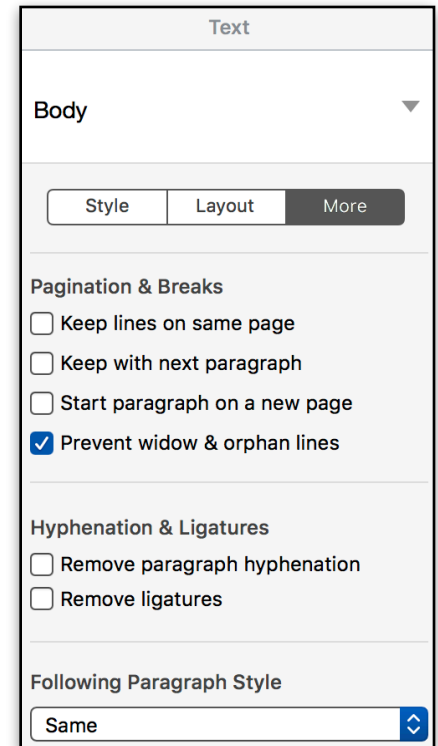 Text
Body
Style Layout More
Pagination & Breaks
Keep lines on same page
Keep with next paragraph
Start paragraph on a new page
Prevent widow & orphan lines
Hyphenation & Ligatures
Remove paragraph hyphenation
Remove ligatures
Following Paragraph Style
Same